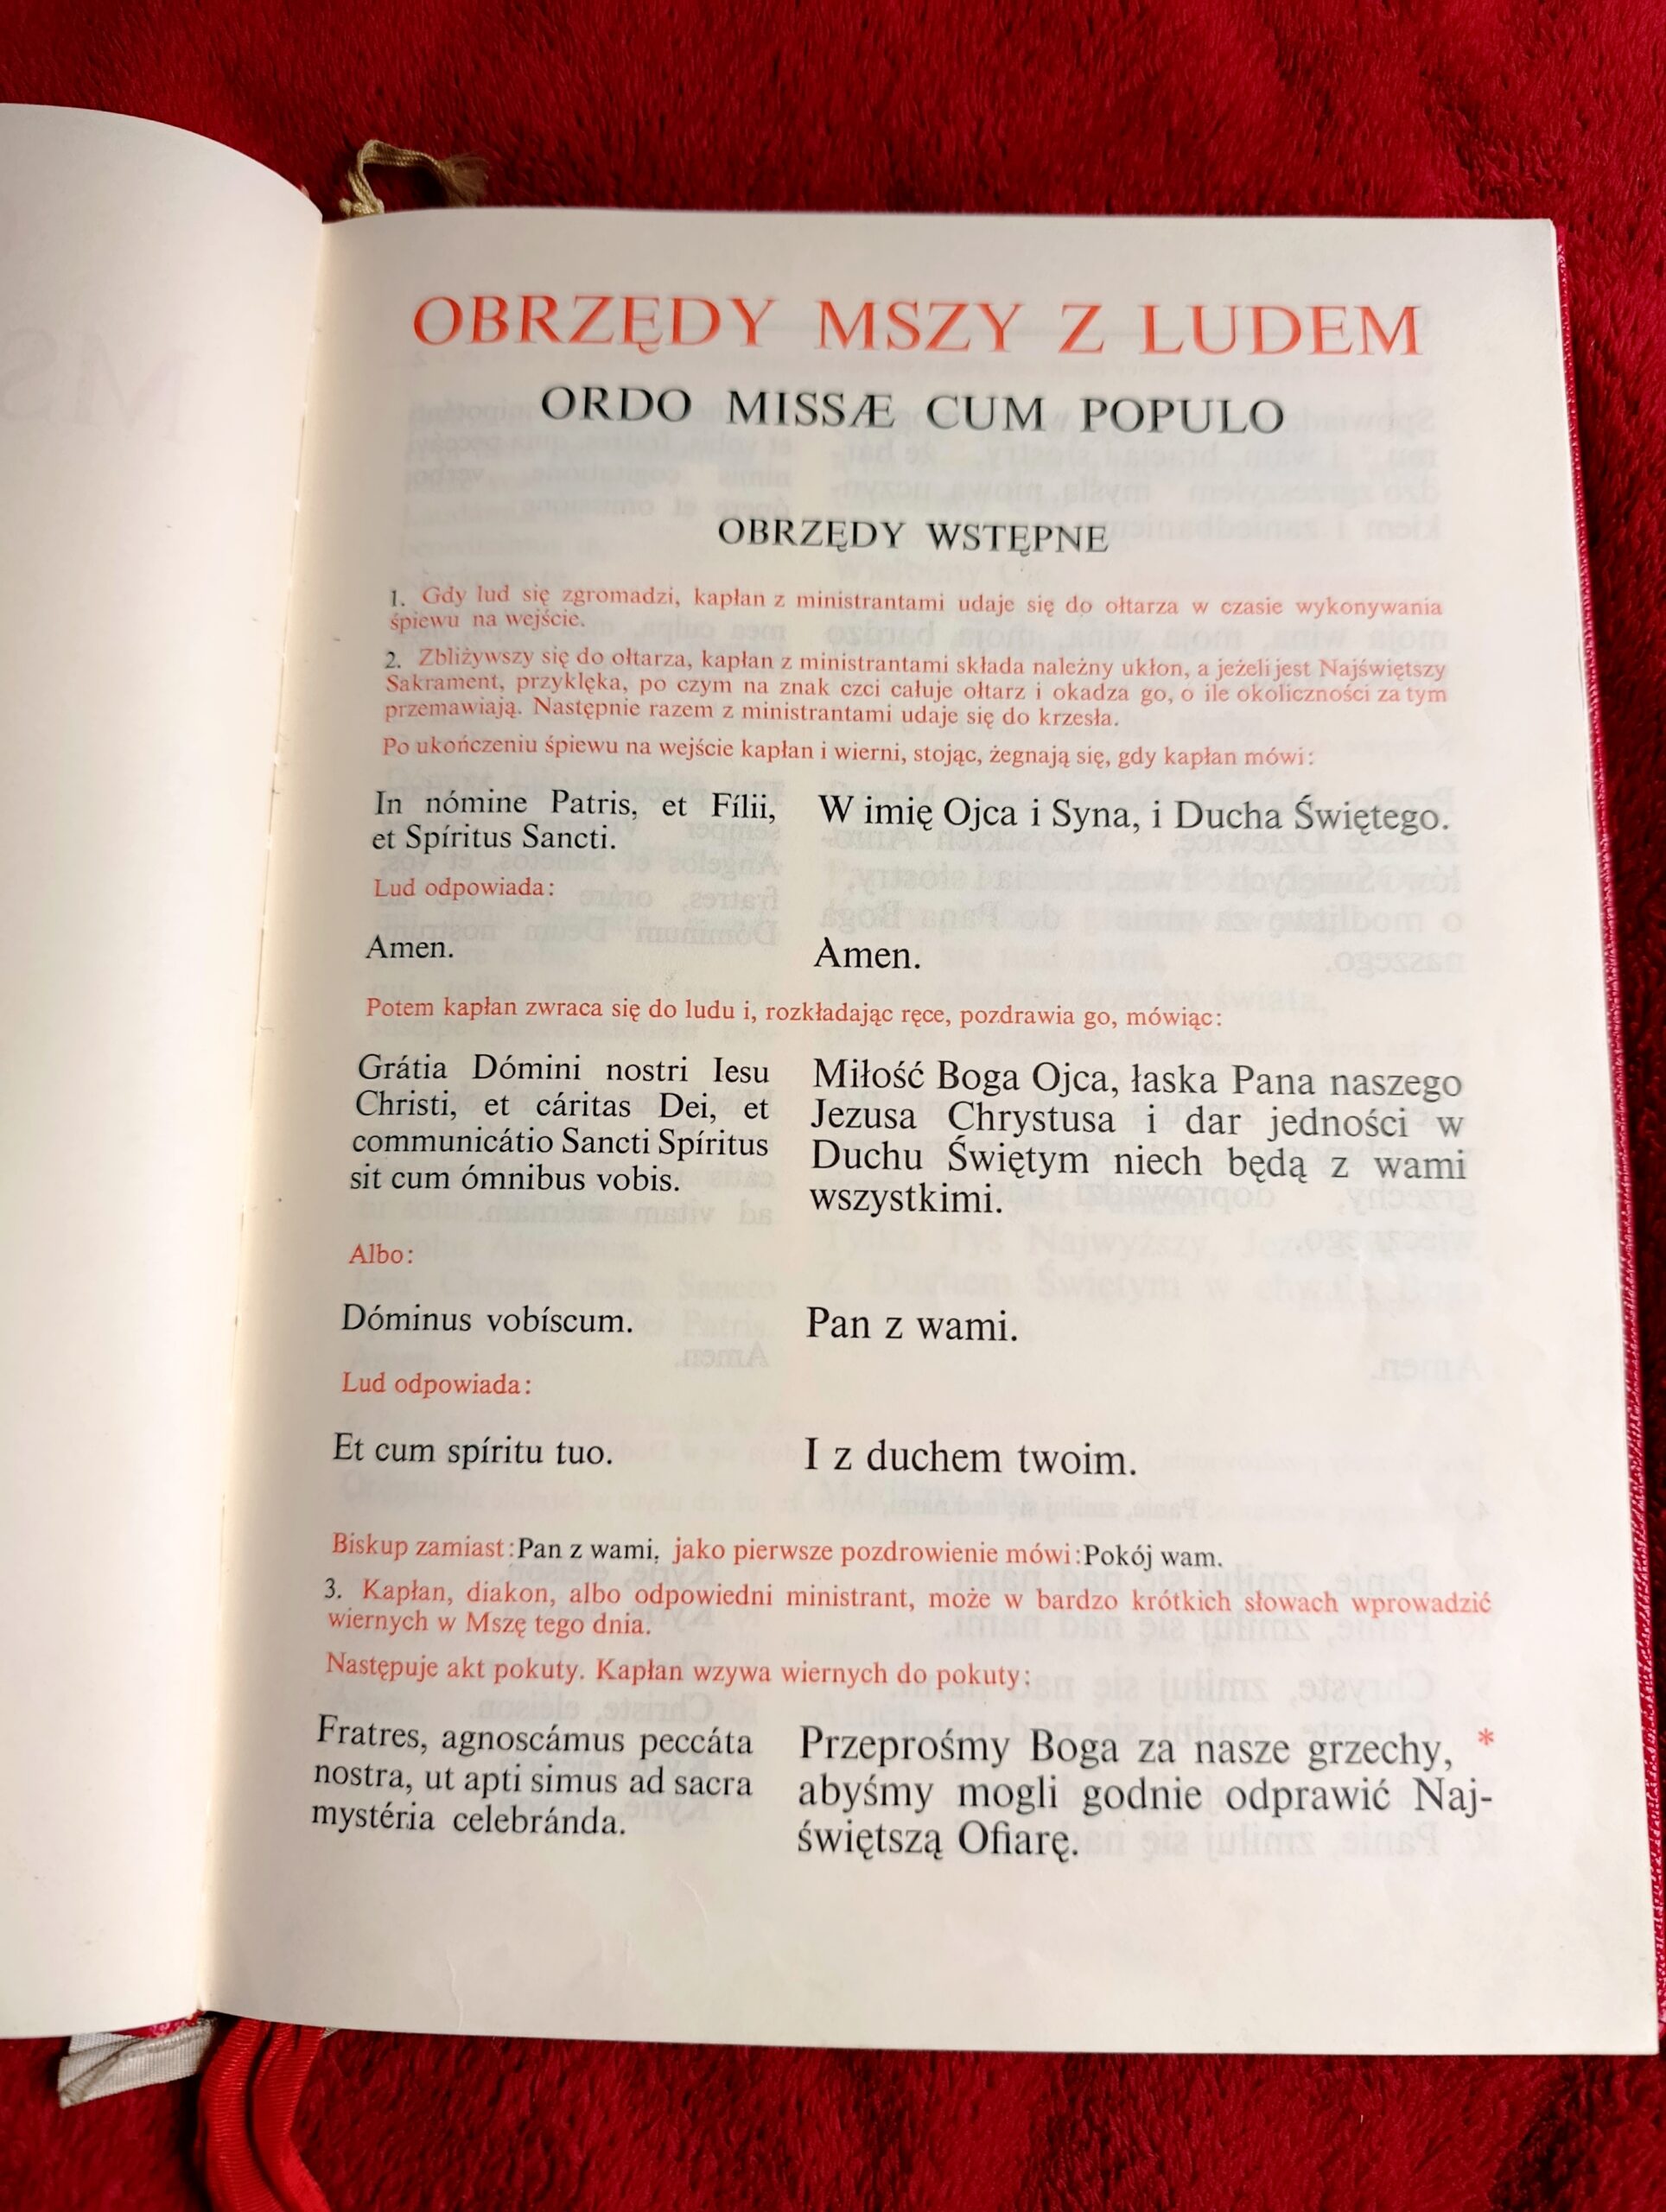 OBRZĘDY MSZY Z LUDEM
ORDO MISSÆ CUM POPULO
OBRZĘDY WSTĘPNE
1. Gdy lud się zgromadzi, kapłan z ministrantami udaje się do ołtarza w czasie wykonywania
śpiewu na wejście.
2. Zbliżywszy się do ołtarza, kapłan z ministrantami składa należny ukłon, a jeżeli jest Najświętszy
Sakrament, przyklęka, po czym na znak czci całuje ołtarz i okadza go, o ile okoliczności za tym
przemawiają. Następnie razem z ministrantami udaje się do krzesła.
Po ukończeniu śpiewu na wejście kapłan i wierni, stojąc, żegnają się, gdy kapłan mówi:
In nómine Patris, et Fílii,
et Spíritus Sancti.
W imię Ojca i Syna, i Ducha Świętego.
Lud odpowiada:
Amen.
Amen.
Potem kapłan zwraca się do ludu i, rozkładając ręce, pozdrawia go, mówiąc:
Grátia Dómini nostri Iesu
Christi, et cáritas Dei, et
communicátio Sancti Spíritus
sit cum ómnibus vobis.
Miłość Boga Ojca, łaska Pana naszego
Jezusa Chrystusa i dar jedności w
Duchu Świętym niech będą z wami
wszystkimi.
Albo:
Dóminus vobíscum.
Pan z wami.
Lud odpowiada:
Et cum spíritu tuo.
I z duchem twoim.
Biskup zamiast: Pan z wami, jako pierwsze pozdrowienie mówi: Pokój wam.
3. Kapłan, diakon, albo odpowiedni ministrant, może w bardzo krótkich słowach wprowadzić
wiernych w Mszę tego dnia.
Następuje akt pokuty. Kapłan wzywa wiernych do pokuty:
Fratres, agnoscámus peccáta
nostra, ut apti simus ad sacra
mystéria celebránda.
Przeprośmy Boga za nasze grzechy, *
abyśmy mogli godnie odprawić Naj-
świętszą Ofiarę.